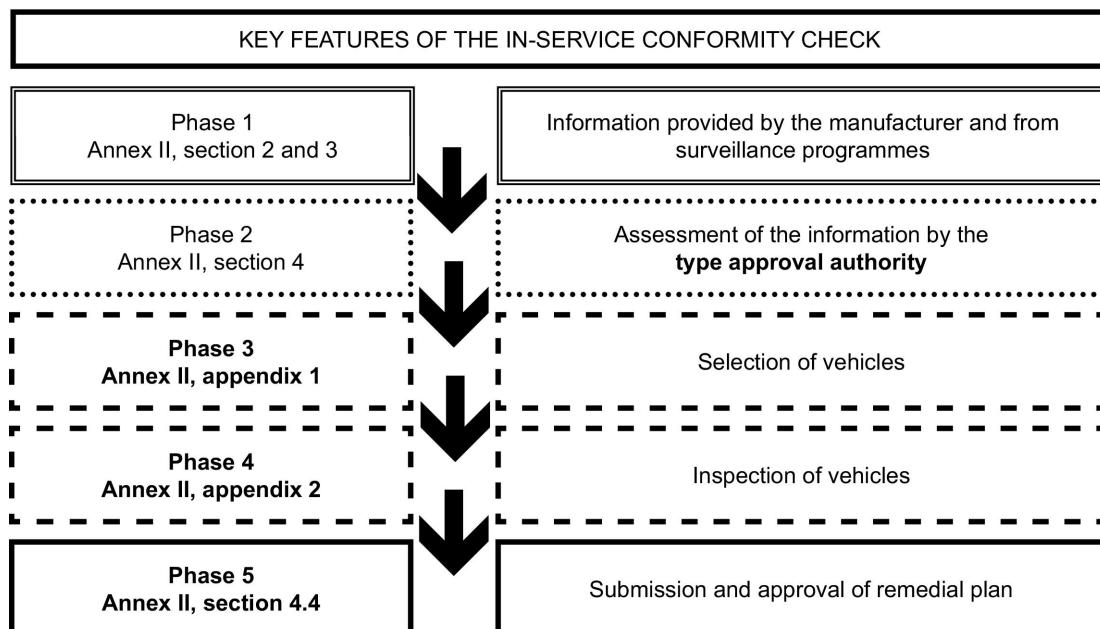 KEY FEATURES OF THE IN-SERVICE CONFORMITY CHECK
Phase 1
Annex II, section 2 and 3
Information provided by the manufacturer and from
surveillance programmes
Phase 2
Annex II, section 4
Assessment of the information by the
type approval authority
Phase 3
Annex II, appendix 1
Selection of vehicles
Phase 4
Annex II, appendix 2
Inspection of vehicles
Phase 5
Annex II, section 4.4
Submission and approval of remedial plan